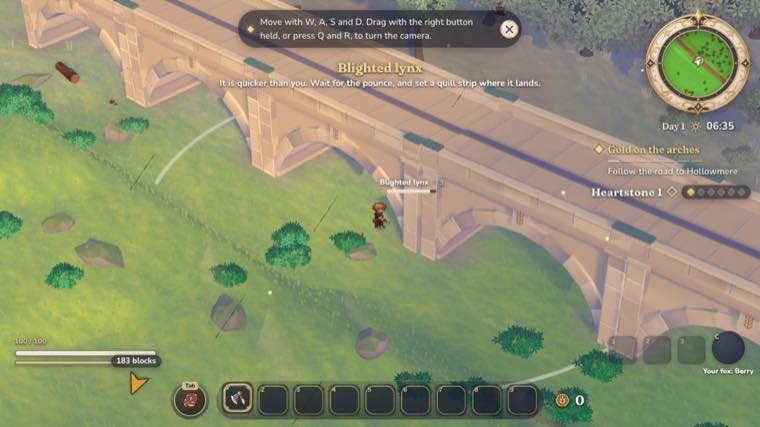 Move with W, A, S and D. Drag with the right button
held, or press Q and R, to turn the camera.
Blighted lynx
It is quicker than you. Wait for the pounce, and set a quill strip where it lands.
Day 1 06:35
Gold on the arches
Follow the road to Hollowmere
Heartstone 1
Blighted lynx
100 / 100
183 blocks
Your fox: Berry
Tab
0